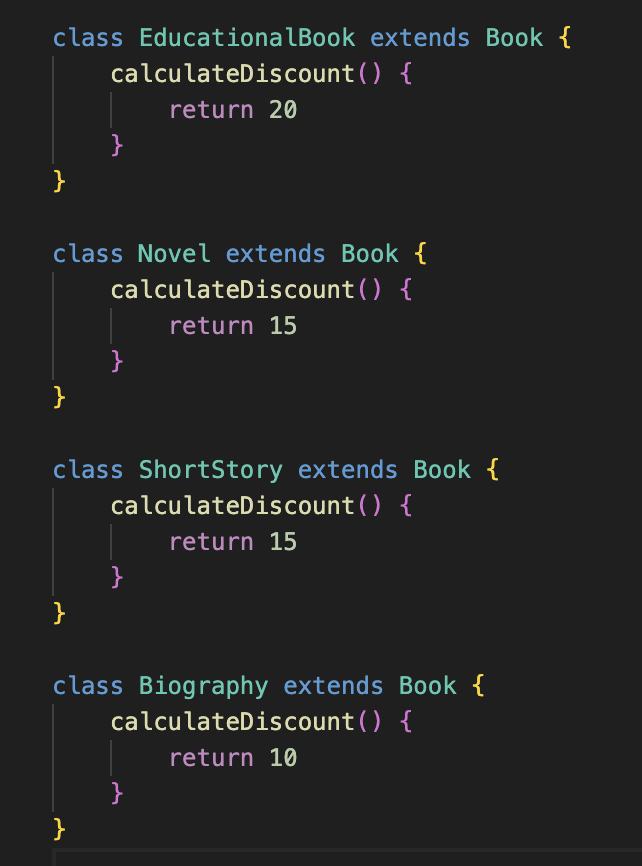 class EducationalBook extends Book {
    calculateDiscount() {
        return 20
    }
}

class Novel extends Book {
    calculateDiscount() {
        return 15
    }
}

class ShortStory extends Book {
    calculateDiscount() {
        return 15
    }
}

class Biography extends Book {
    calculateDiscount() {
        return 10
    }
}